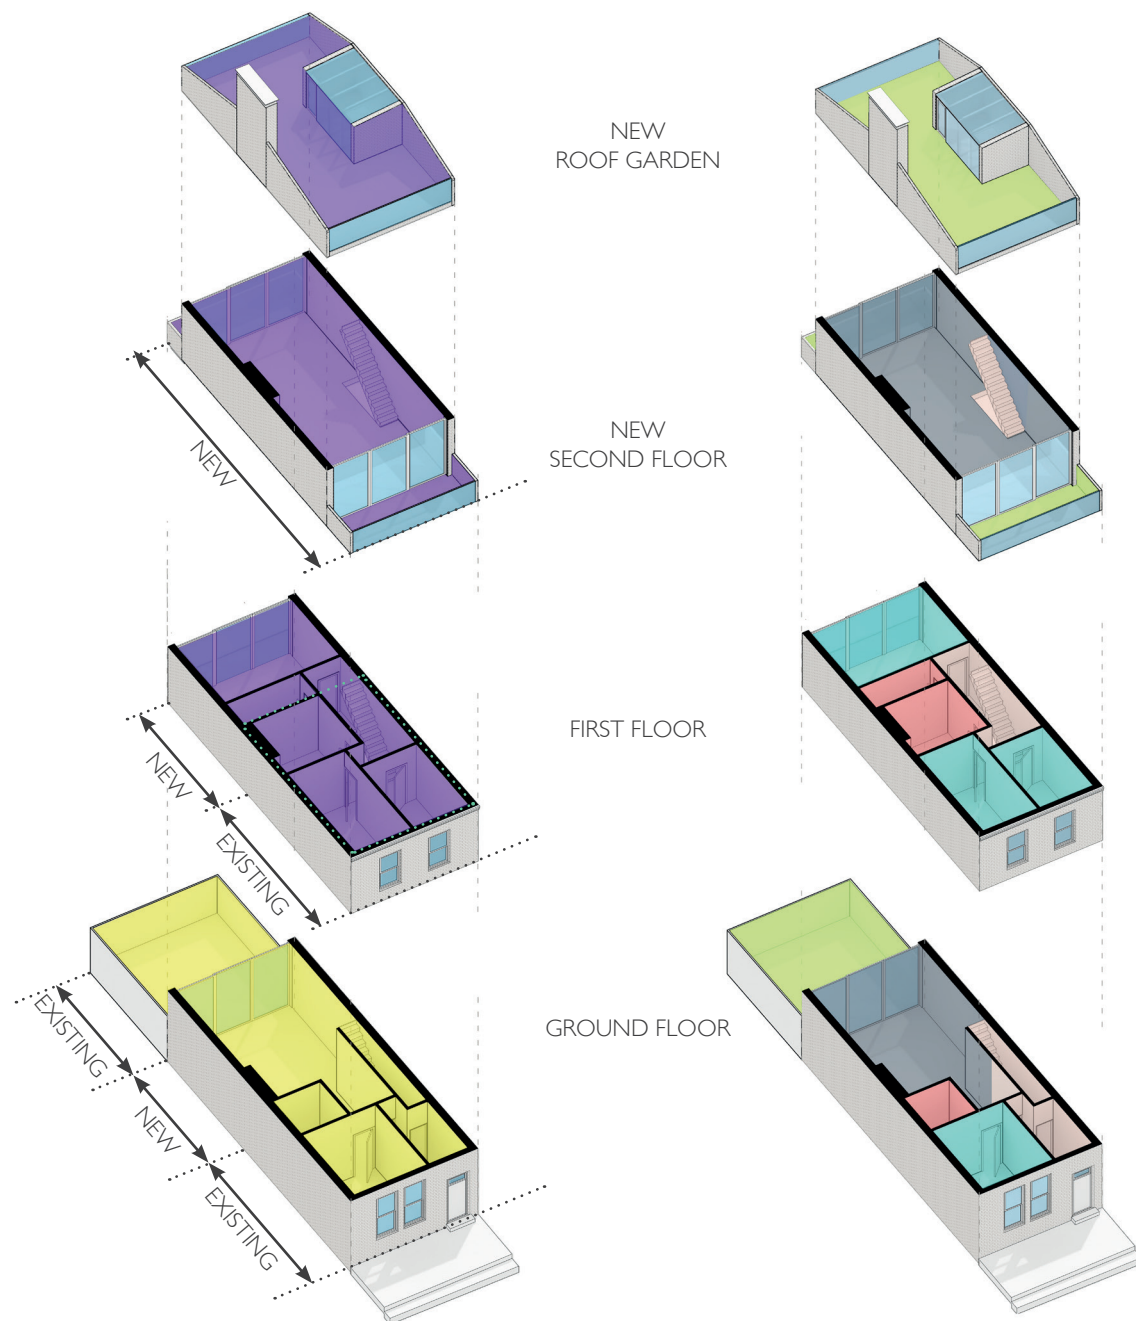 NEW
ROOF GARDEN
NEW
SECOND FLOOR
NEW
FIRST FLOOR
NEW
EXISTING
GROUND FLOOR
EXISTING
NEW
EXISTING